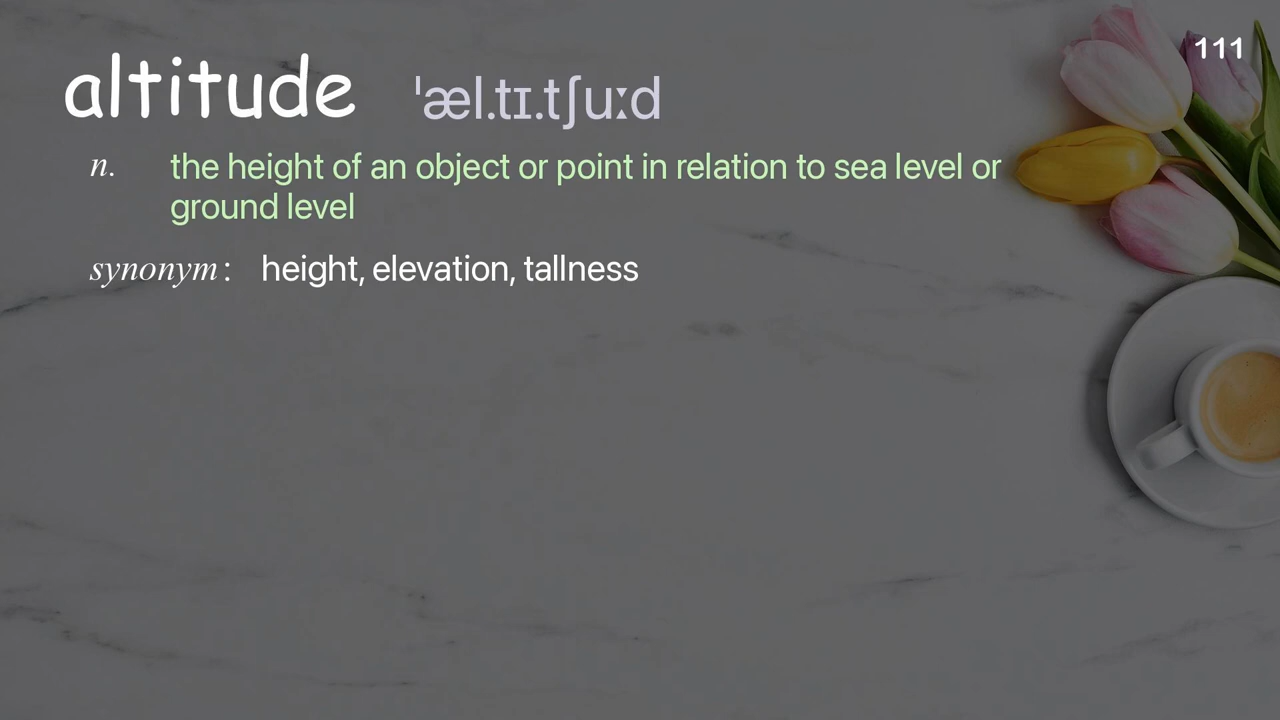 111
altitude ˈæl.tɪ.tʃuːd
n. the height of an object or point in relation to sea level or
ground level
synonym: height, elevation, tallness